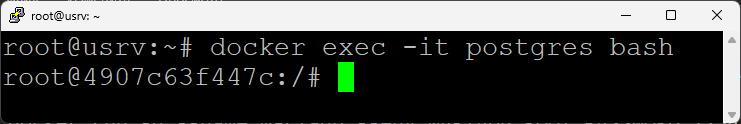 root@usrv: ~
root@usrv:~# docker exec -it postgres bash
root@4907c63f447c:/#